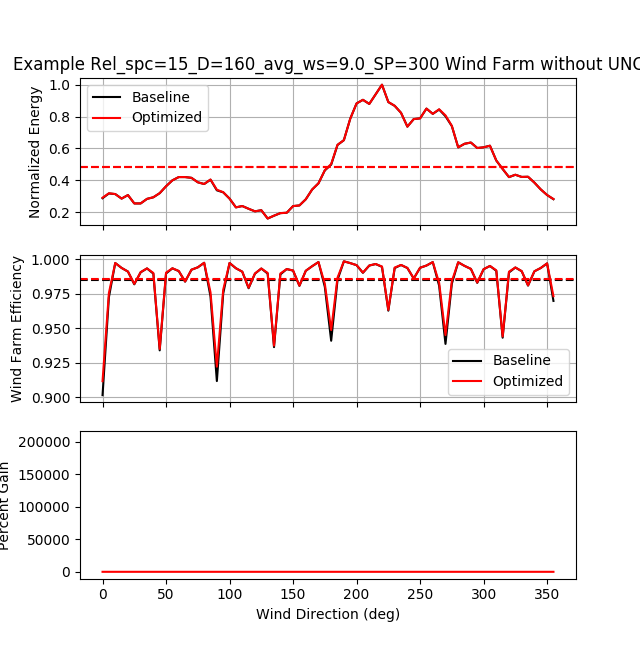 Example Rel_spc=15_D=160_avg_ws=9.0_SP=300 Wind Farm without UNC
Normalized Energy
1.0
0.8
0.6
0.4
0.2
Baseline
Optimized
Wind Farm Efficiency
1.000
0.975
0.950
0.925
0.900
Baseline
Optimized
Percent Gain
200000
150000
100000
50000
0
0
50
100
150
200
250
300
350
Wind Direction (deg)